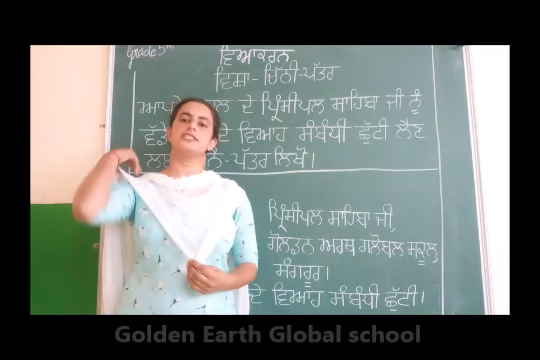 Grade 5th
ਵਿਆਕਰਨ
ਵਿਸ਼ਾ - ਚਿੱਠੀ-ਪੱਤਰ
ਆਪਣੇ ਦੇ ਪ੍ਰਿੰਸੀਪਲ ਸਾਹਿਬਾ ਜੀ ਨੂੰ
ਵੱਡੇ ਦੇ ਵਿਆਹ ਸੰਬੰਧੀ ਛੁੱਟੀ ਲੈਣ
ਪੱਤਰ ਲਿਖੋ।
ਪ੍ਰਿੰਸੀਪਲ ਸਾਹਿਬਾ ਜੀ,
ਗੋਲਡਨ ਅਰਥ ਗਲੋਬਲ ਸਕੂਲ,
ਸੰਗਰੂਰ।
ਦੇ ਵਿਆਹ ਸੰਬੰਧੀ ਛੁੱਟੀ।
Golden Earth Global school